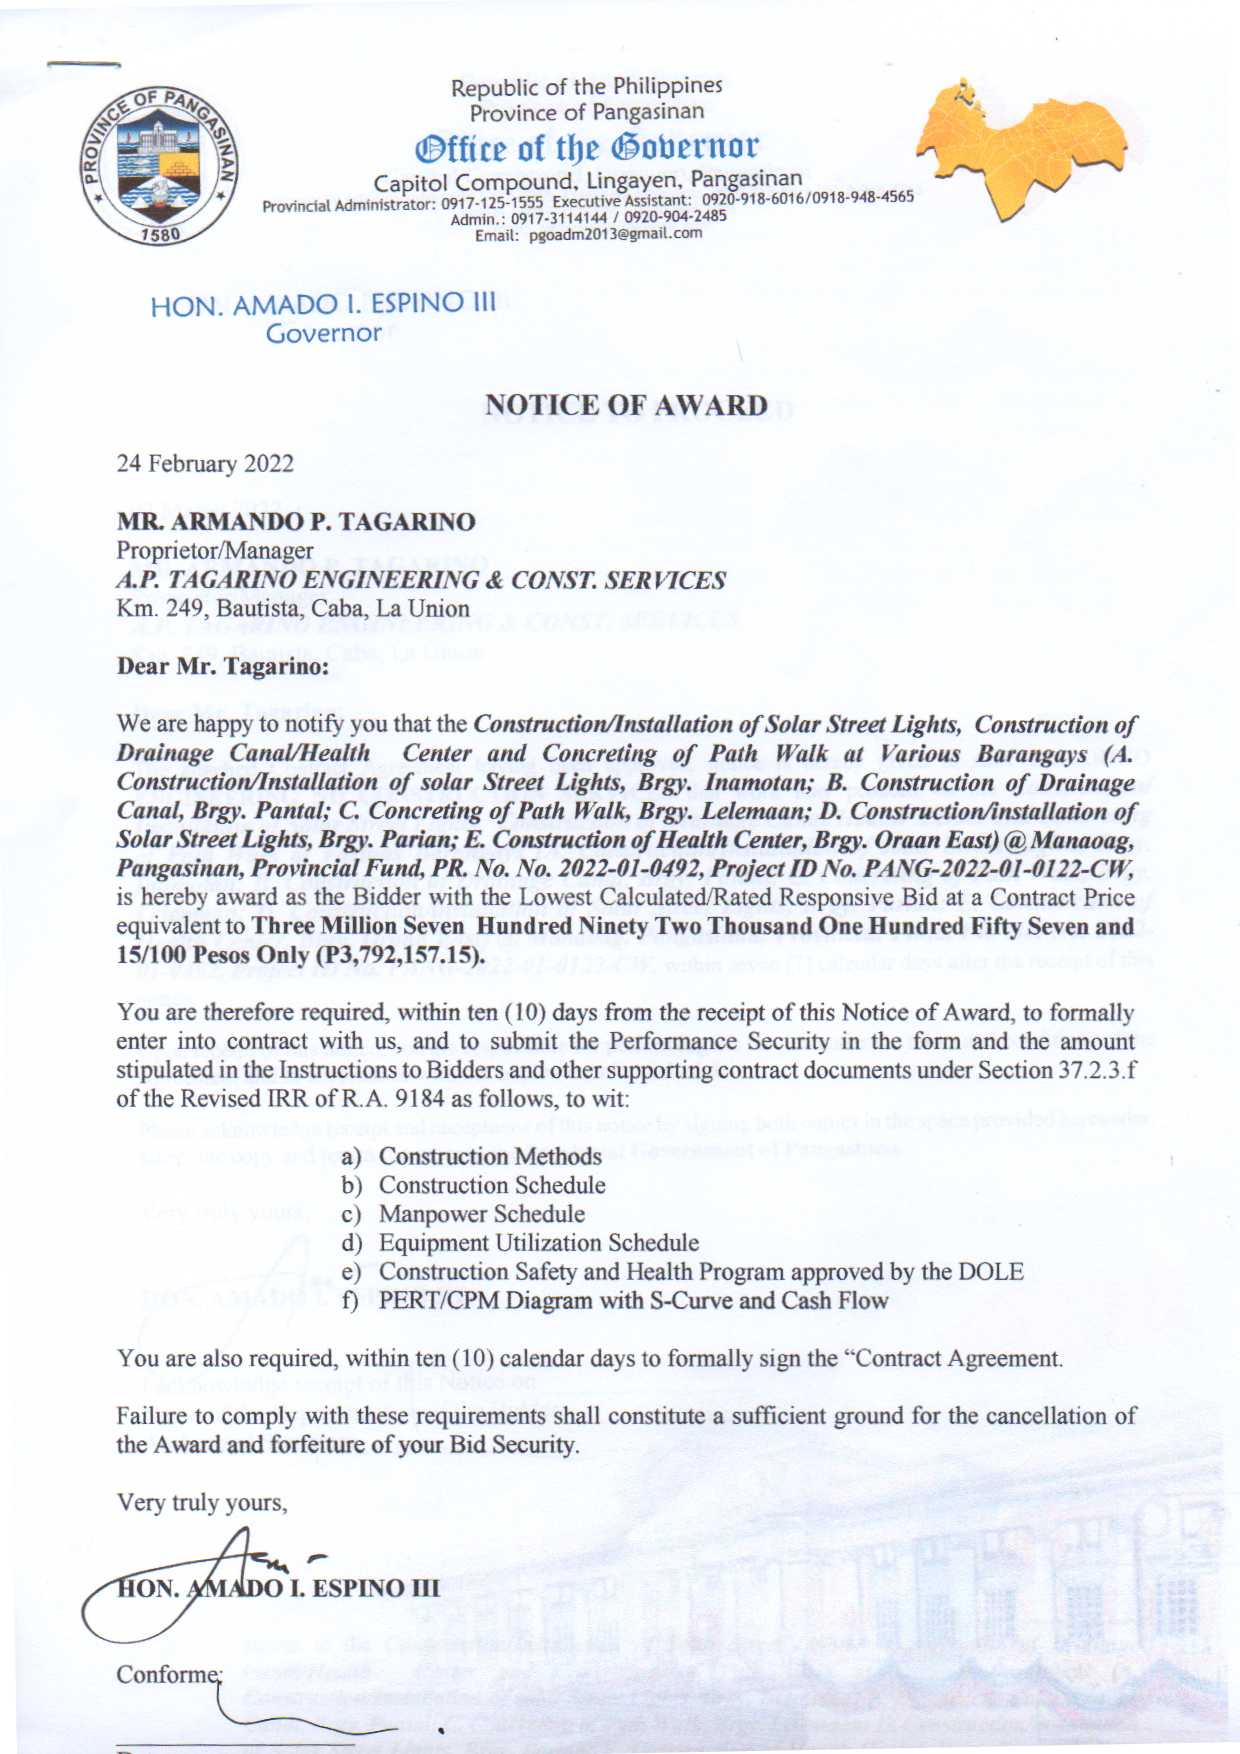 PROVINCE OF PANGASINAN
1580
Republic of the Philippines
Province of Pangasinan
Office of the Governor
Capitol Compound, Lingayen, Pangasinan
Provincial Administrator: 0917-125-1555 Executive Assistant: 0920-918-6016/0918-948-4565
Admin.: 0917-3114144 / 0920-904-2485
Email: pgoadm2013@gmail.com
HON. AMADO I. ESPINO III
Governor
NOTICE OF AWARD
24 February 2022
MR. ARMANDO P. TAGARINO
Proprietor/Manager
A.P. TAGARINO ENGINEERING & CONST. SERVICES
Km. 249, Bautista, Caba, La Union
Dear Mr. Tagarino:
We are happy to notify you that the Construction/Installation of Solar Street Lights, Construction of
Drainage Canal/Health Center and Concreting of Path Walk at Various Barangays (A.
Construction/Installation of solar Street Lights, Brgy. Inamotan; B. Construction of Drainage
Canal, Brgy. Pantal; C. Concreting of Path Walk, Brgy. Lelemaan; D. Construction/installation of
Solar Street Lights, Brgy. Parian; E. Construction of Health Center, Brgy. Oraan East) @ Manaoag,
Pangasinan, Provincial Fund, PR. No. No. 2022-01-0492, Project ID No. PANG-2022-01-0122-CW,
is hereby award as the Bidder with the Lowest Calculated/Rated Responsive Bid at a Contract Price
equivalent to Three Million Seven Hundred Ninety Two Thousand One Hundred Fifty Seven and
15/100 Pesos Only (P3,792,157.15).
You are therefore required, within ten (10) days from the receipt of this Notice of Award, to formally
enter into contract with us, and to submit the Performance Security in the form and the amount
stipulated in the Instructions to Bidders and other supporting contract documents under Section 37.2.3.f
of the Revised IRR of R.A. 9184 as follows, to wit:
a) Construction Methods
b) Construction Schedule
c) Manpower Schedule
d) Equipment Utilization Schedule
e) Construction Safety and Health Program approved by the DOLE
f) PERT/CPM Diagram with S-Curve and Cash Flow
You are also required, within ten (10) calendar days to formally sign the “Contract Agreement.
Failure to comply with these requirements shall constitute a sufficient ground for the cancellation of
the Award and forfeiture of your Bid Security.
Very truly yours,
HON. AMADO I. ESPINO III
Conforme: